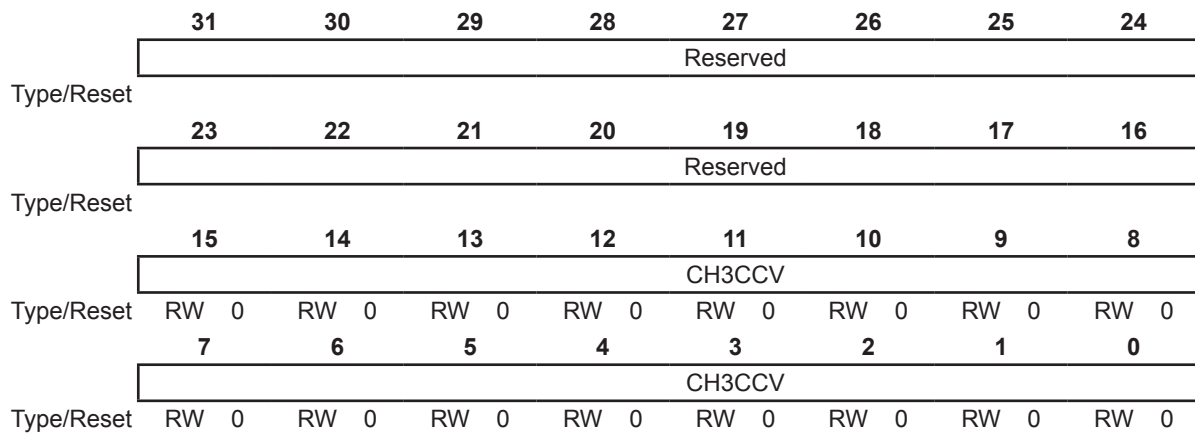 31 30 29 28 27 26 25 24
Reserved
Type/Reset
23 22 21 20 19 18 17 16
Reserved
Type/Reset
15 14 13 12 11 10 9 8
CH3CCV
Type/Reset RW 0 RW 0 RW 0 RW 0 RW 0 RW 0 RW 0 RW 0
7 6 5 4 3 2 1 0
CH3CCV
Type/Reset RW 0 RW 0 RW 0 RW 0 RW 0 RW 0 RW 0 RW 0